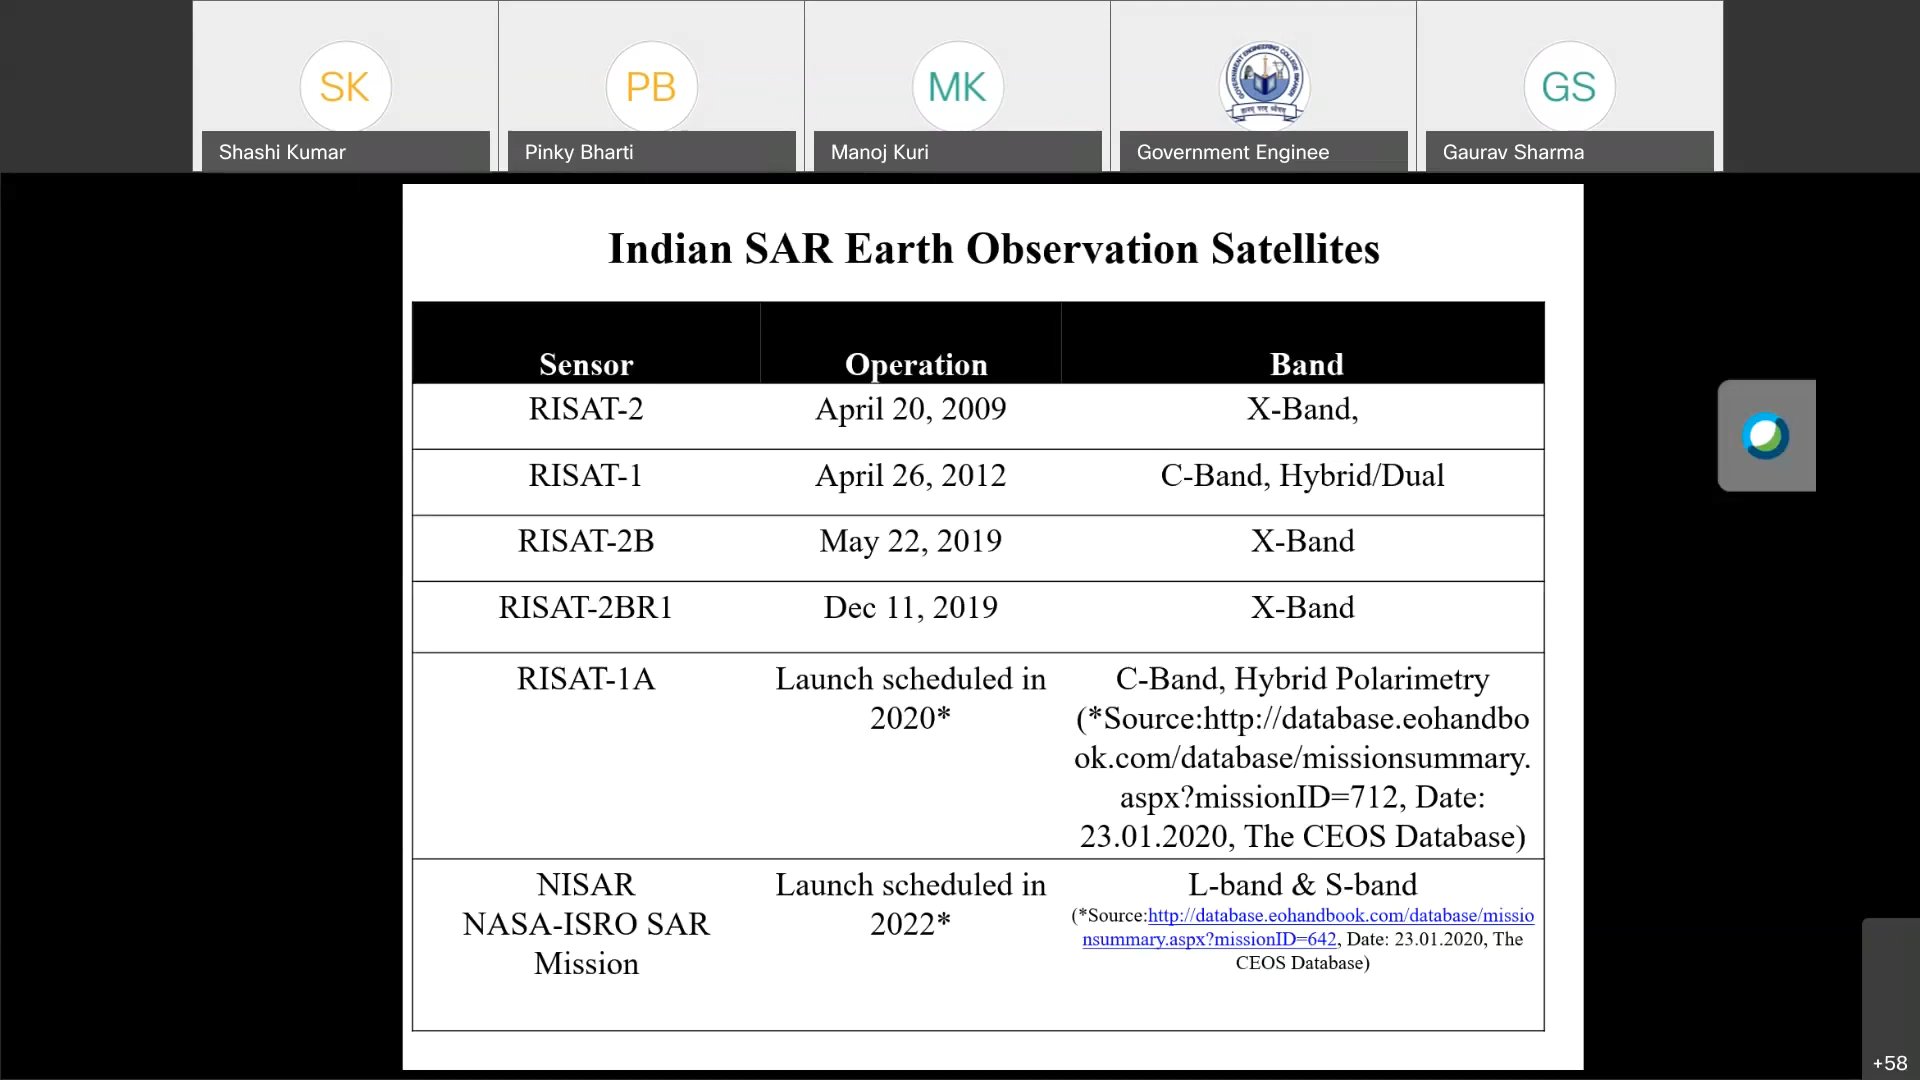 SK
PB
MK
GS
GOVERNMENT ENGINEERING COLLEGE BIKANER
Shashi Kumar
Pinky Bharti
Manoj Kuri
Government Enginee
Gaurav Sharma
Indian SAR Earth Observation Satellites
Sensor
Operation
Band
RISAT-2
April 20, 2009
X-Band,
RISAT-1
April 26, 2012
C-Band, Hybrid/Dual
RISAT-2B
May 22, 2019
X-Band
RISAT-2BR1
Dec 11, 2019
X-Band
RISAT-1A
Launch scheduled in
2020*
C-Band, Hybrid Polarimetry
(*Source:http://database.eohandbo
ok.com/database/missionsummary.
aspx?missionID=712, Date:
23.01.2020, The CEOS Database)
NISAR
NASA-ISRO SAR
Mission
Launch scheduled in
2022*
L-band & S-band
(*Source:http://database.eohandbook.com/database/missio
nsummary.aspx?missionID=642, Date: 23.01.2020, The
CEOS Database)
+58